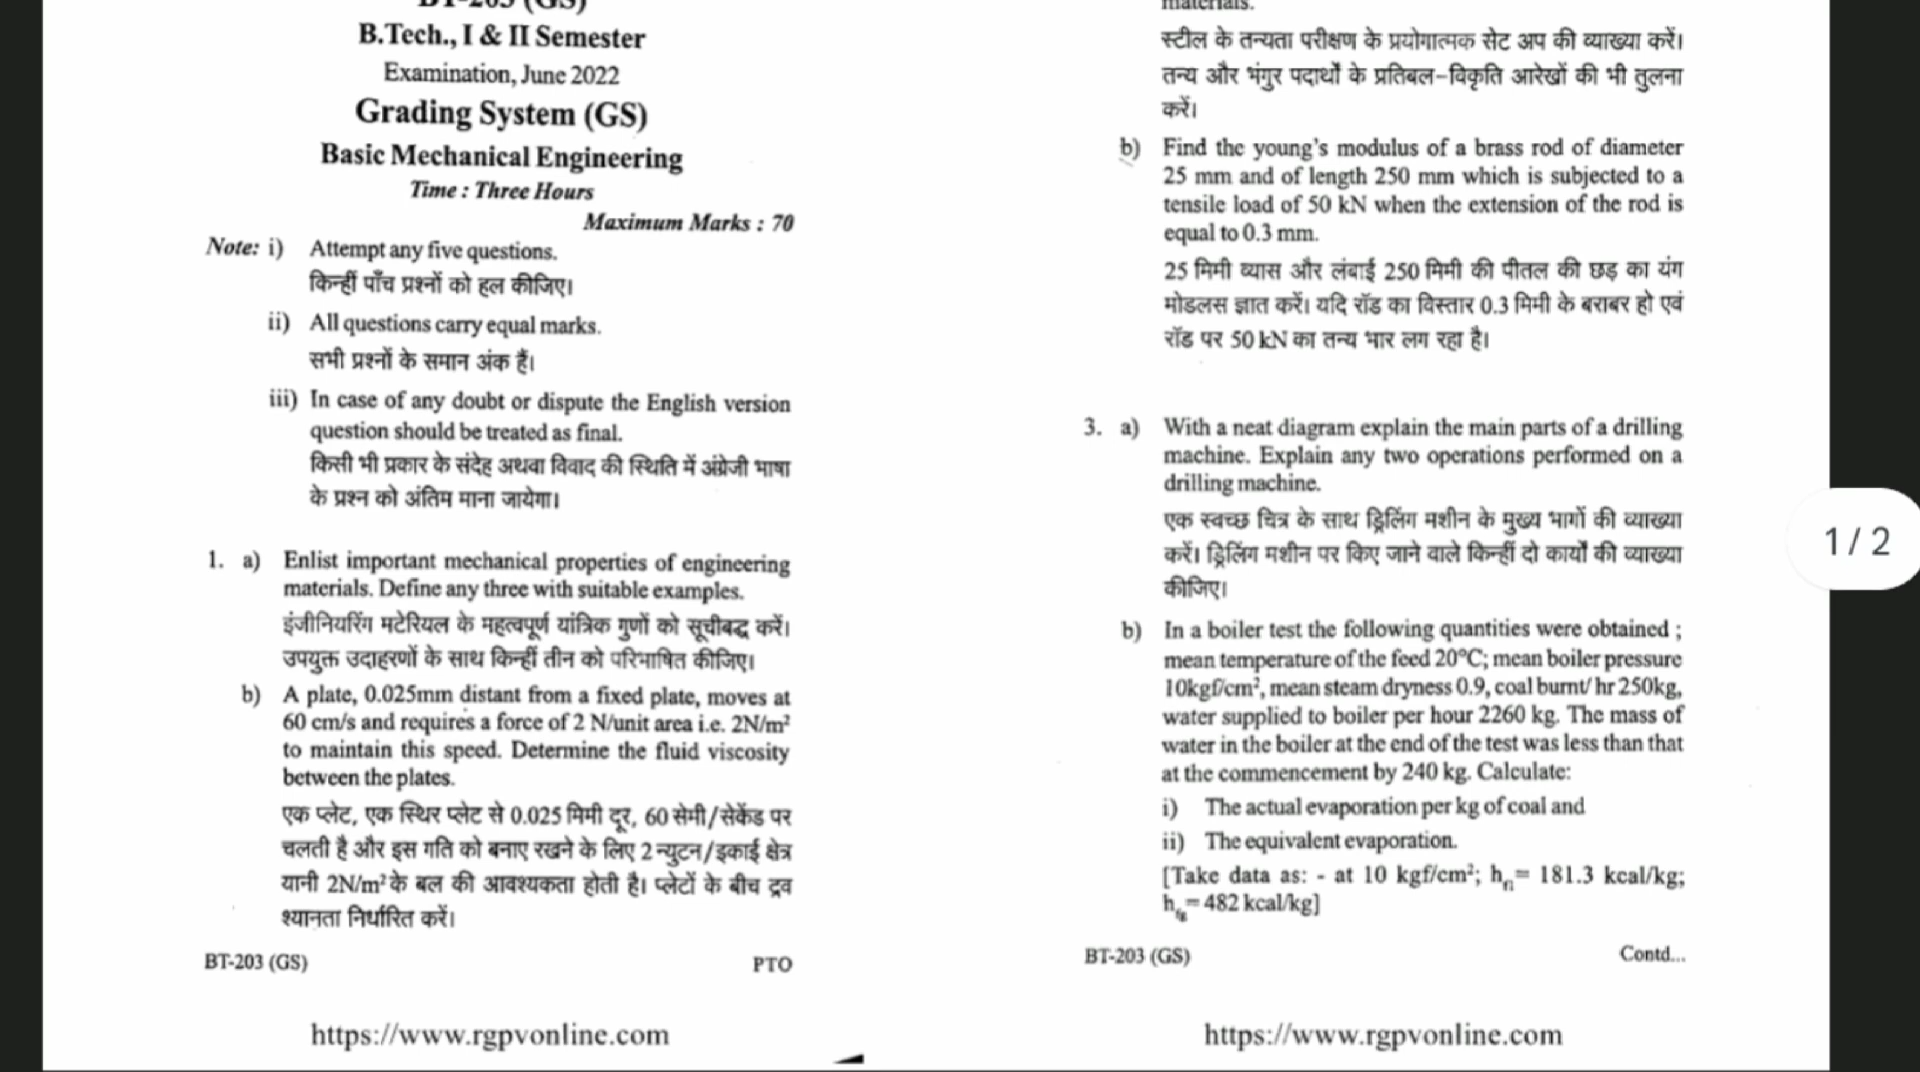 BT-203 (GS)
B.Tech., I & II Semester
Examination, June 2022
Grading System (GS)
Basic Mechanical Engineering
Time : Three Hours
Maximum Marks : 70
Note: i) Attempt any five questions.
किन्हीं पाँच प्रश्नों को हल कीजिए।
ii) All questions carry equal marks.
सभी प्रश्नों के समान अंक हैं।
iii) In case of any doubt or dispute the English version
question should be treated as final.
किसी भी प्रकार के संदेह अथवा विवाद की स्थिति में अंग्रेजी भाषा
के प्रश्न को अंतिम माना जायेगा।
1. a) Enlist important mechanical properties of engineering
materials. Define any three with suitable examples.
इंजीनियरिंग मटेरियल के महत्वपूर्ण यांत्रिक गुणों को सूचीबद्ध करें।
उपयुक्त उदाहरणों के साथ किन्हीं तीन को परिभाषित कीजिए।
b) A plate, 0.025mm distant from a fixed plate, moves at
60 cm/s and requires a force of 2 N/unit area i.e. 2N/m²
to maintain this speed. Determine the fluid viscosity
between the plates.
एक प्लेट, एक स्थिर प्लेट से 0.025 मिमी दूर, 60 सेमी/सेकेंड पर
चलती है और इस गति को बनाए रखने के लिए 2 न्युटन/इकाई क्षेत्र
यानी 2N/m² के बल की आवश्यकता होती है। प्लेटों के बीच द्रव
श्यानता निर्धारित करें।
BT-203 (GS)
PTO
https://www.rgpvonline.com
materials.
स्टील के तन्यता परीक्षण के प्रयोगात्मक सेट अप की व्याख्या करें।
तन्य और भंगुर पदार्थों के प्रतिबल-विकृति आरेखों की भी तुलना
करें।
b) Find the young's modulus of a brass rod of diameter
25 mm and of length 250 mm which is subjected to a
tensile load of 50 kN when the extension of the rod is
equal to 0.3 mm.
25 मिमी व्यास और लंबाई 250 मिमी की पीतल की छड़ का यंग
मोडलस ज्ञात करें। यदि रॉड का विस्तार 0.3 मिमी के बराबर हो एवं
रॉड पर 50 kN का तन्य भार लग रहा है।
3. a) With a neat diagram explain the main parts of a drilling
machine. Explain any two operations performed on a
drilling machine.
एक स्वच्छ चित्र के साथ ड्रिलिंग मशीन के मुख्य भागों की व्याख्या
करें। ड्रिलिंग मशीन पर किए जाने वाले किन्हीं दो कार्यों की व्याख्या
कीजिए।
b) In a boiler test the following quantities were obtained ;
mean temperature of the feed 20°C; mean boiler pressure
10kgf/cm², mean steam dryness 0.9, coal burnt/ hr 250kg,
water supplied to boiler per hour 2260 kg. The mass of
water in the boiler at the end of the test was less than that
at the commencement by 240 kg. Calculate:
i) The actual evaporation per kg of coal and
ii) The equivalent evaporation.
[Take data as: - at 10 kgf/cm²; hf1= 181.3 kcal/kg;
hfg= 482 kcal/kg]
BT-203 (GS)
Contd...
https://www.rgpvonline.com
1/2